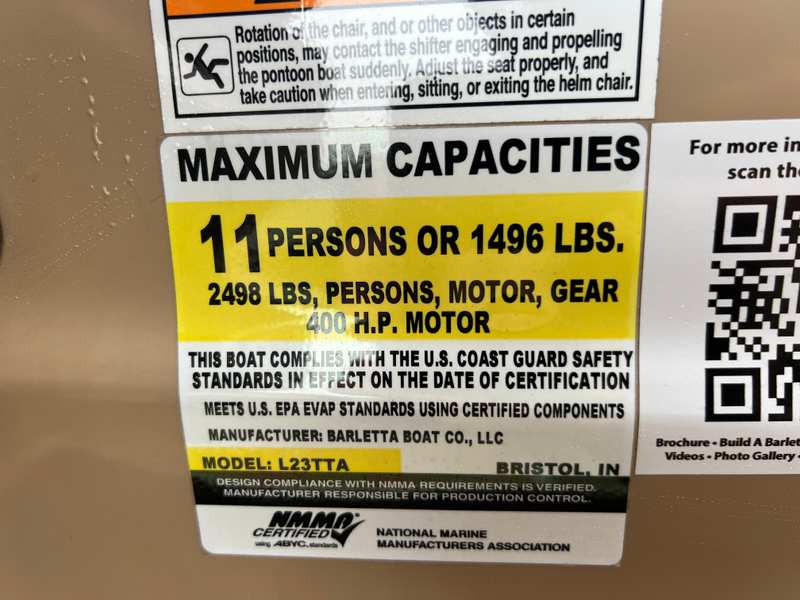 Rotation of the chair, and or other objects in certain
positions, may contact the shifter engaging and propelling
the pontoon boat suddenly. Adjust the seat properly, and
take caution when entering, sitting, or exiting the helm chair.
MAXIMUM CAPACITIES
11 PERSONS OR 1496 LBS.
2498 LBS, PERSONS, MOTOR, GEAR
400 H.P. MOTOR
THIS BOAT COMPLIES WITH THE U.S. COAST GUARD SAFETY
STANDARDS IN EFFECT ON THE DATE OF CERTIFICATION
MEETS U.S. EPA EVAP STANDARDS USING CERTIFIED COMPONENTS
MANUFACTURER: BARLETTA BOAT CO., LLC
MODEL: L23TTA BRISTOL, IN
DESIGN COMPLIANCE WITH NMMA REQUIREMENTS IS VERIFIED.
MANUFACTURER RESPONSIBLE FOR PRODUCTION CONTROL.
NMMA
CERTIFIED
using ABYC. standards
NATIONAL MARINE
MANUFACTURERS ASSOCIATION
For more in
scan the
Brochure • Build A Barlet
Videos • Photo Gallery •